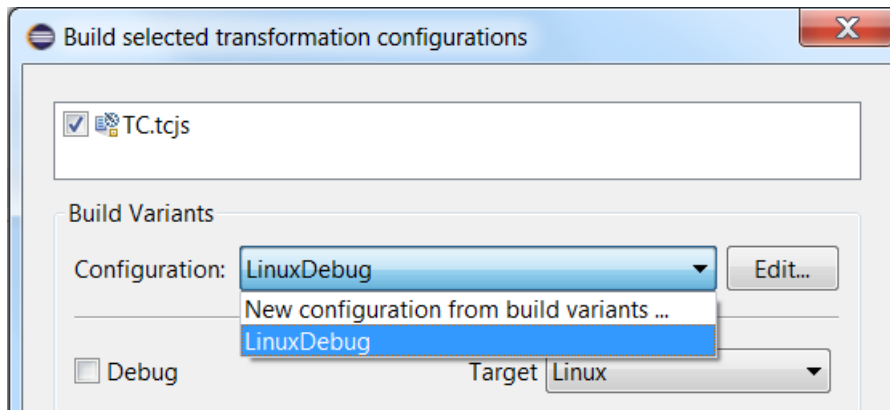 Build selected transformation configurations
TC.tcjs
Build Variants
Configuration: LinuxDebug Edit...
New configuration from build variants ...
LinuxDebug
Debug Target Linux